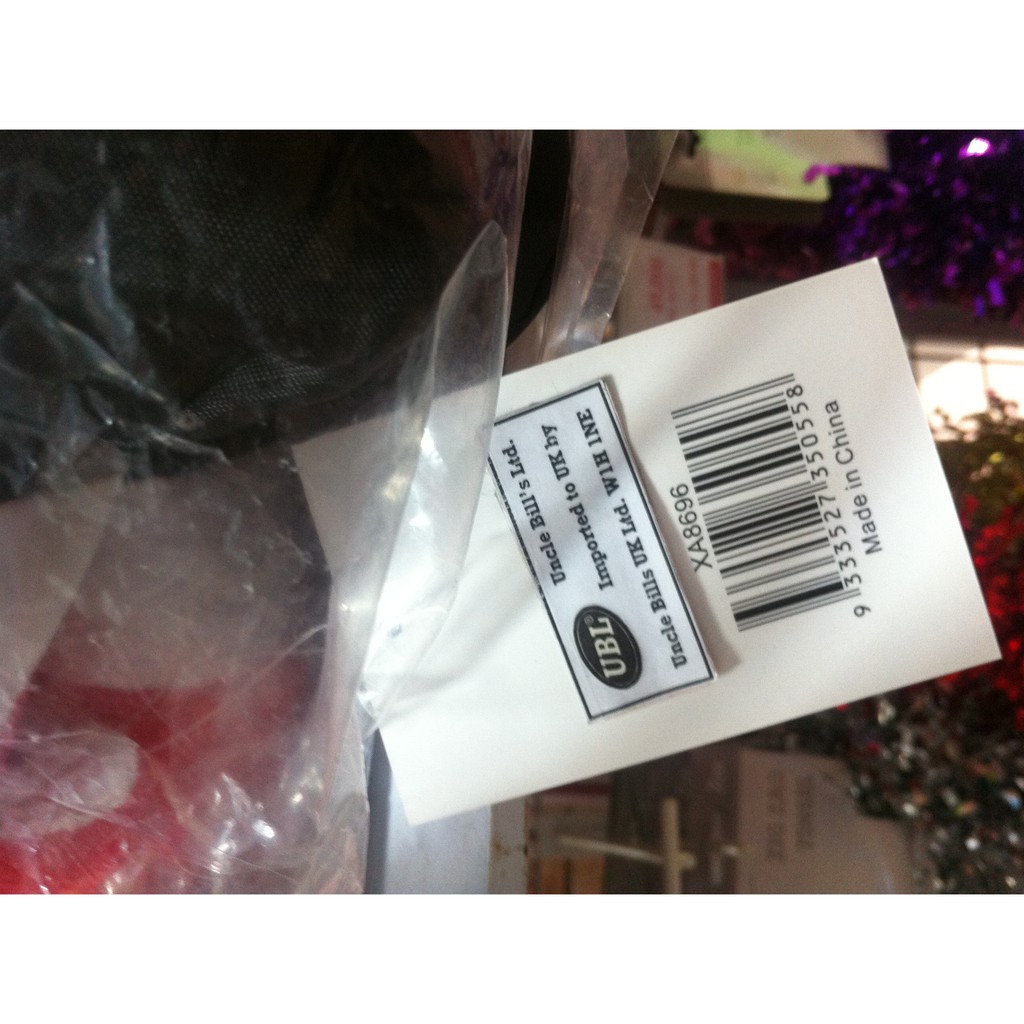 Uncle Bill's Ltd.
Imported to UK by
UBL®
Uncle Bills UK Ltd. W1H 1NE
XA8696
9 333527 350558
Made in China